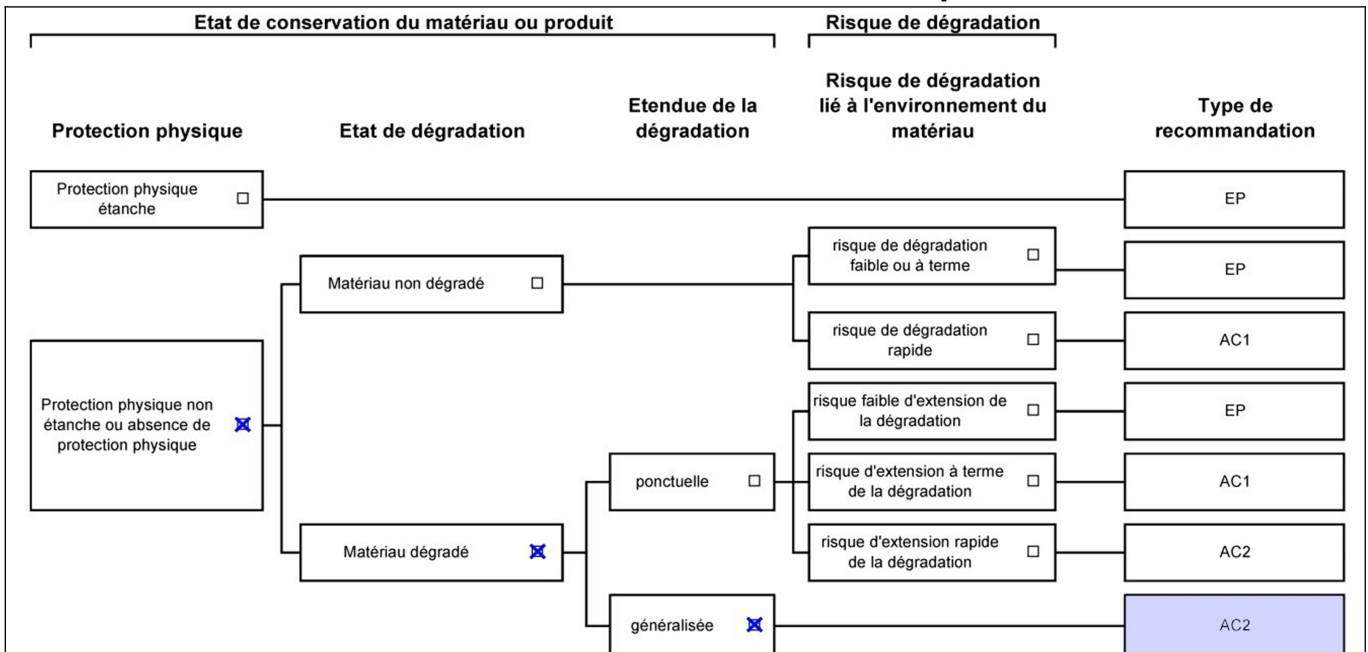 Etat de conservation du matériau ou produit
Risque de dégradation
Protection physique
Etat de dégradation
Etendue de la
dégradation
Risque de dégradation
lié à l'environnement du
matériau
Type de
recommandation
Protection physique
étanche
EP
Matériau non dégradé
risque de dégradation
faible ou à terme
EP
risque de dégradation
rapide
AC1
Protection physique non
étanche ou absence de
protection physique
risque faible d'extension de
la dégradation
EP
ponctuelle
risque d'extension à terme
de la dégradation
AC1
Matériau dégradé
risque d'extension rapide
de la dégradation
AC2
généralisée
AC2